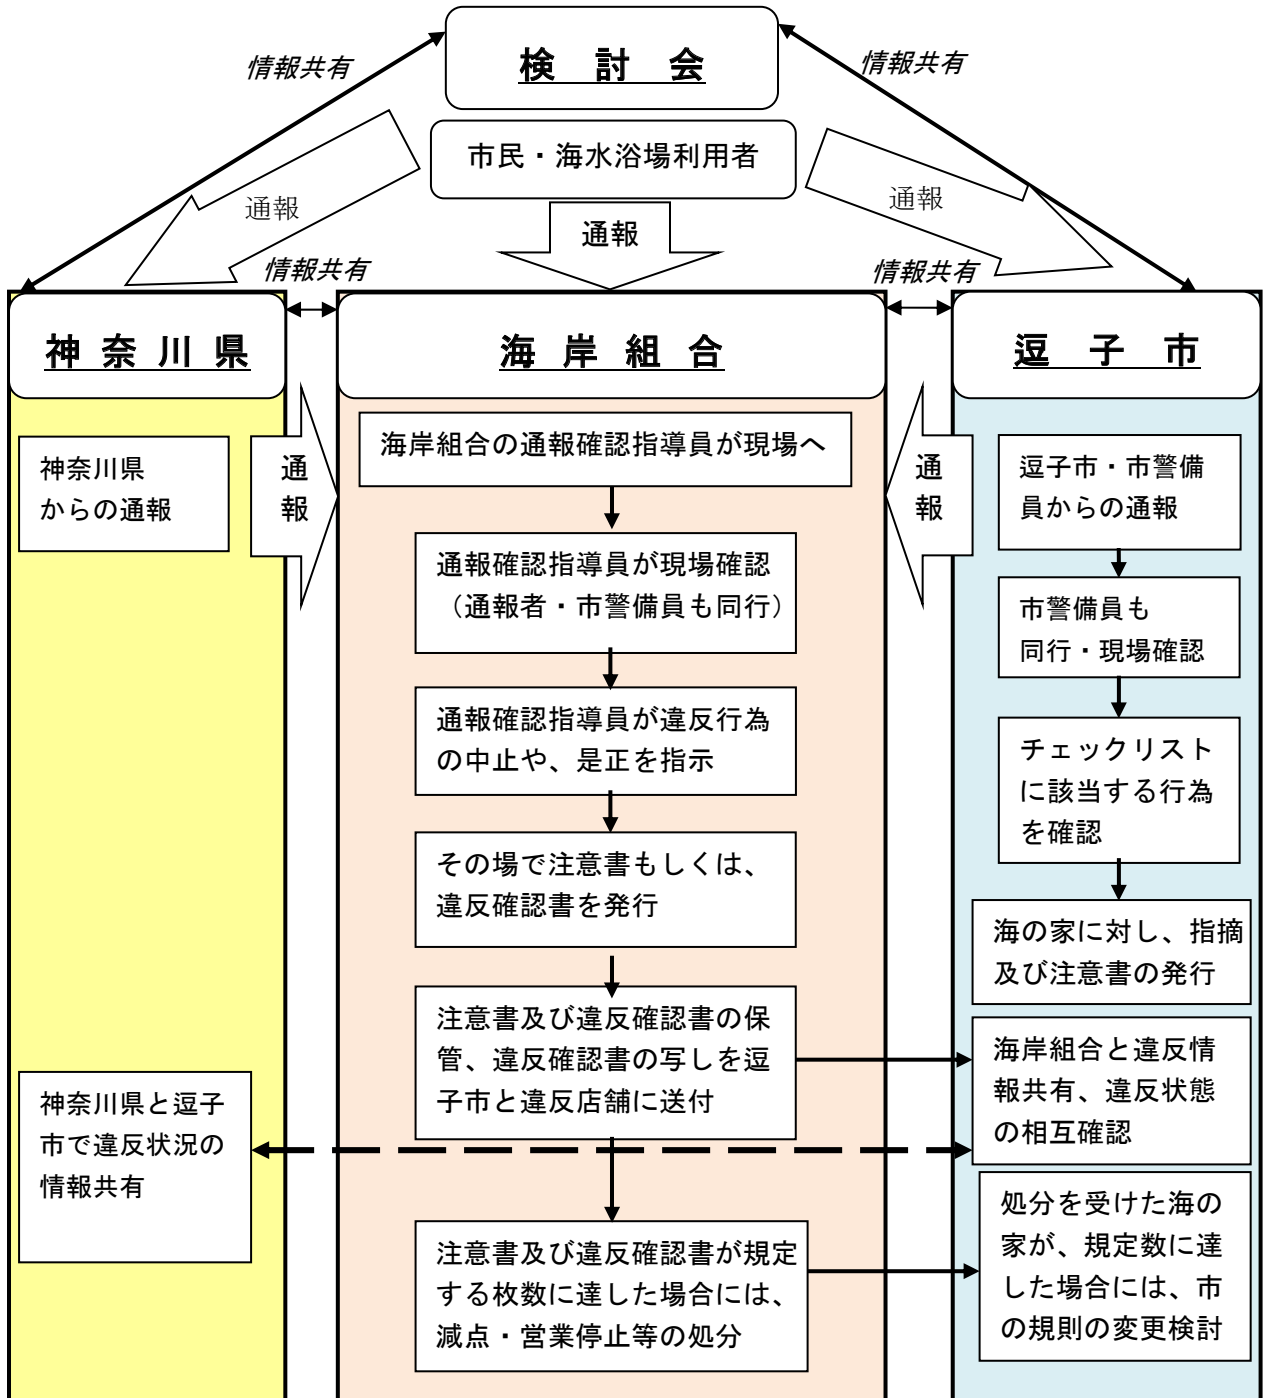 検　討　会
情報共有
情報共有
市民・海水浴場利用者
通報
通報
通報
情報共有
情報共有
神奈川県
海岸組合
逗　子　市
神奈川県
からの通報
通
報
海岸組合の通報確認指導員が現場へ
通報確認指導員が現場確認
（通報者・市警備員も同行）
通報確認指導員が違反行為
の中止や、是正を指示
その場で注意書もしくは、
違反確認書を発行
注意書及び違反確認書の保
管、違反確認書の写しを逗
子市と違反店舗に送付
注意書及び違反確認書が規定
する枚数に達した場合には、
減点・営業停止等の処分
通
報
逗子市・市警備
員からの通報
市警備員も
同行・現場確認
チェックリスト
に該当する行為
を確認
海の家に対し、指摘
及び注意書の発行
海岸組合と違反情
報共有、違反状態
の相互確認
神奈川県と逗子
市で違反状況の
情報共有
処分を受けた海の
家が、規定数に達
した場合には、市
の規則の変更検討